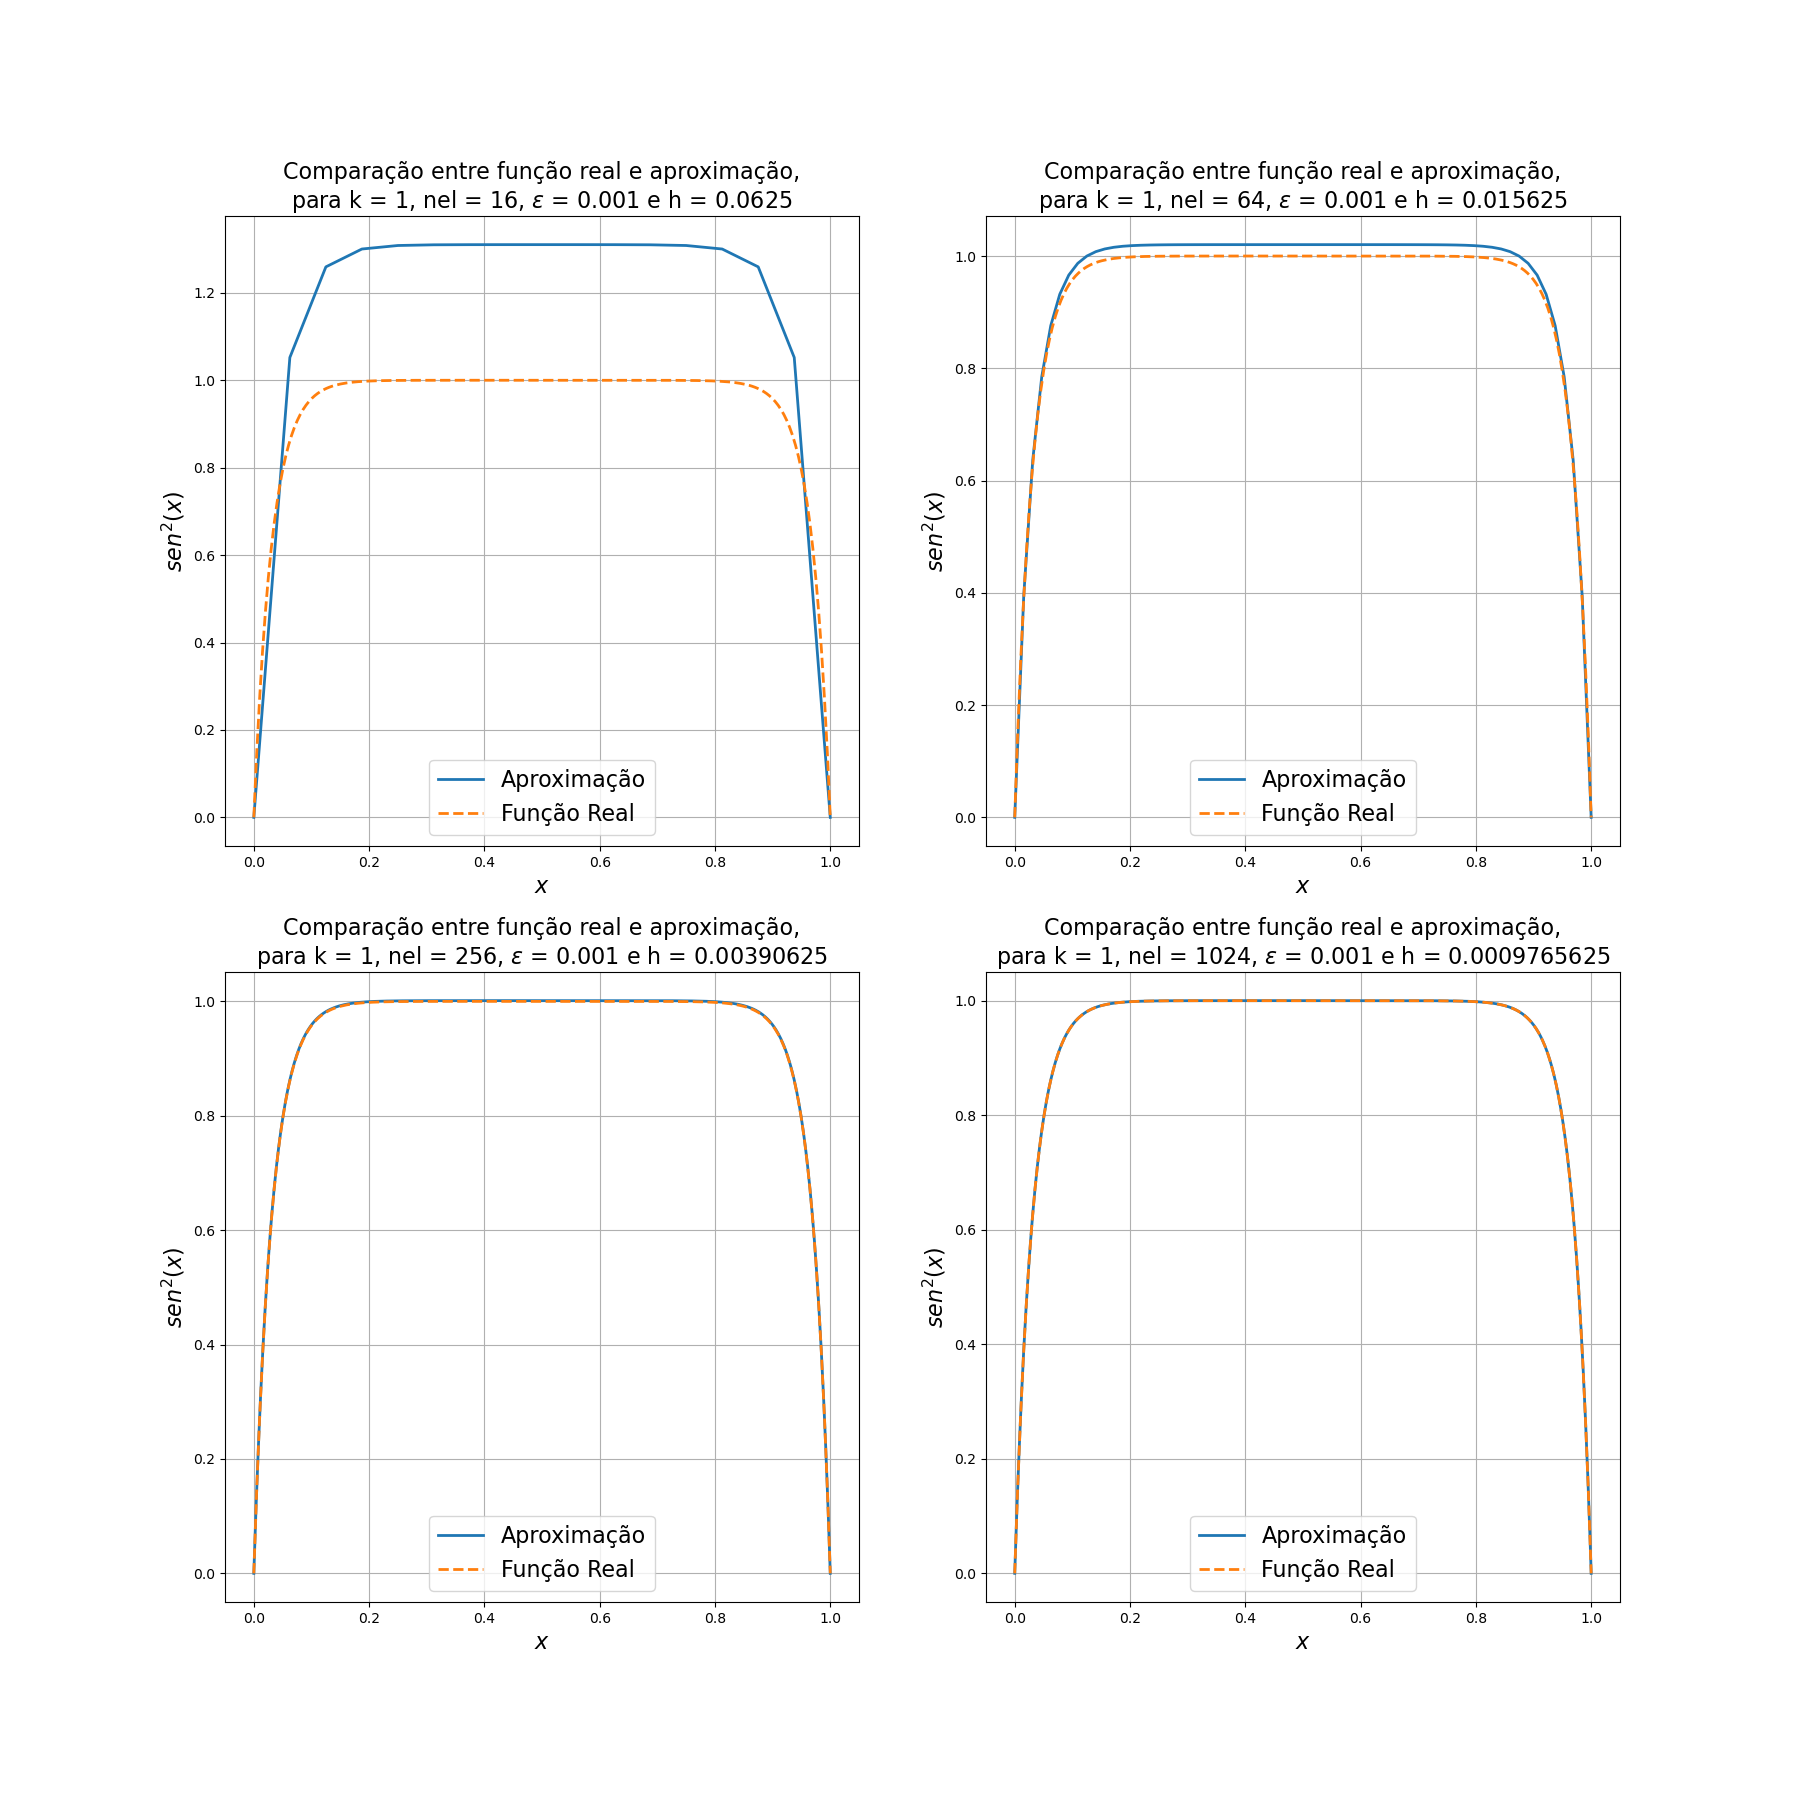 Comparação entre função real e aproximação,
para k = 1, nel = 16, ε = 0.001 e h = 0.0625
1.2
1.0
0.8
0.6
0.4
0.2
0.0
sen²(x)
Aproximação
Função Real
0.0 0.2 0.4 0.6 0.8 1.0
x
Comparação entre função real e aproximação,
para k = 1, nel = 64, ε = 0.001 e h = 0.015625
1.0
0.8
0.6
0.4
0.2
0.0
sen²(x)
Aproximação
Função Real
0.0 0.2 0.4 0.6 0.8 1.0
x
Comparação entre função real e aproximação,
para k = 1, nel = 256, ε = 0.001 e h = 0.00390625
1.0
0.8
0.6
0.4
0.2
0.0
sen²(x)
Aproximação
Função Real
0.0 0.2 0.4 0.6 0.8 1.0
x
Comparação entre função real e aproximação,
para k = 1, nel = 1024, ε = 0.001 e h = 0.0009765625
1.0
0.8
0.6
0.4
0.2
0.0
sen²(x)
Aproximação
Função Real
0.0 0.2 0.4 0.6 0.8 1.0
x